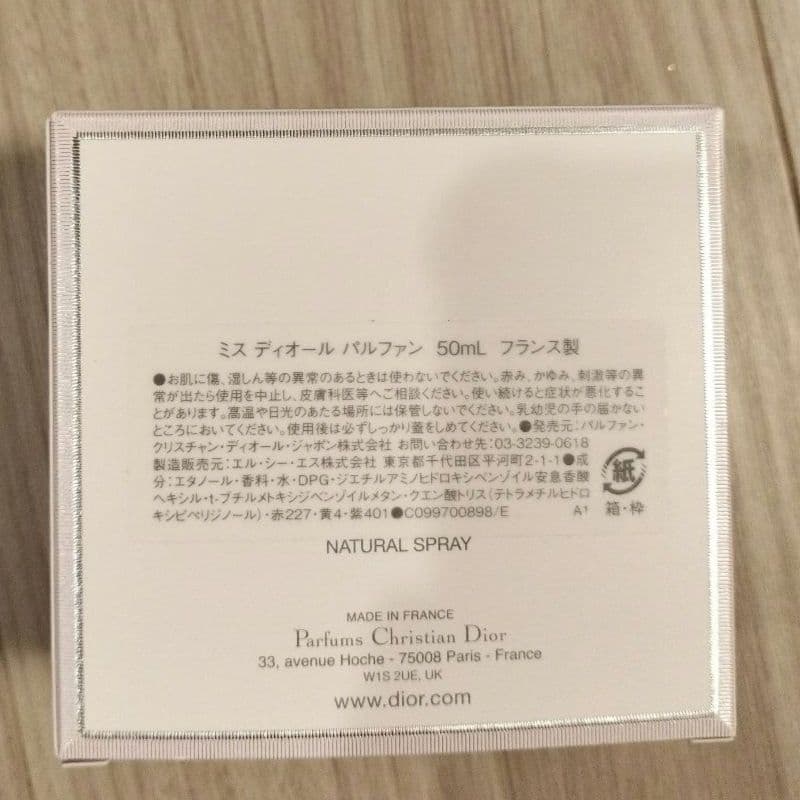 ミス ディオール パルファン 50mL フランス製
●お肌に傷、湿しん等の異常のあるときは使わないでください。赤み、かゆみ、刺激等の異
常が出たら使用を中止し、皮膚科医等へご相談ください。使い続けると症状が悪化するこ
とがあります。高温や日光のあたる場所には保管しないでください。乳幼児の手の届かない
ところにおいてください。使用後は必ずしっかり蓋をしめてください。●発売元:パルファン・
クリスチャン・ディオール・ジャポン株式会社 お問い合わせ先:03-3239-0618
製造販売元:エル・シー・エス株式会社 東京都千代田区平河町2-1-1●成
分:エタノール・香料・水・DPG・ジエチルアミノヒドロキシベンゾイル安息香酸
ヘキシル・t-ブチルメトキシジベンゾイルメタン・クエン酸トリス(テトラメチルヒドロ
キシピペリジノール)・赤227・黄4・紫401●C099700898/E A1
紙
箱・枠
NATURAL SPRAY
MADE IN FRANCE
Parfums Christian Dior
33, avenue Hoche - 75008 Paris - France
W1S 2UE, UK
www.dior.com